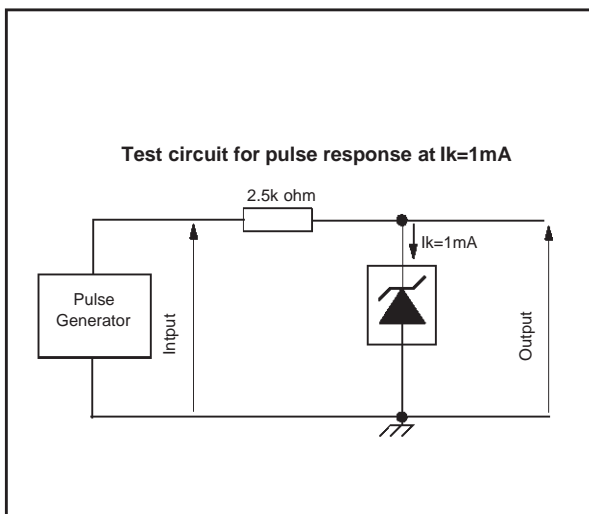 Test circuit for pulse response at Ik=1mA
2.5k ohm
Ik=1mA
Pulse
Generator
Intput
Output